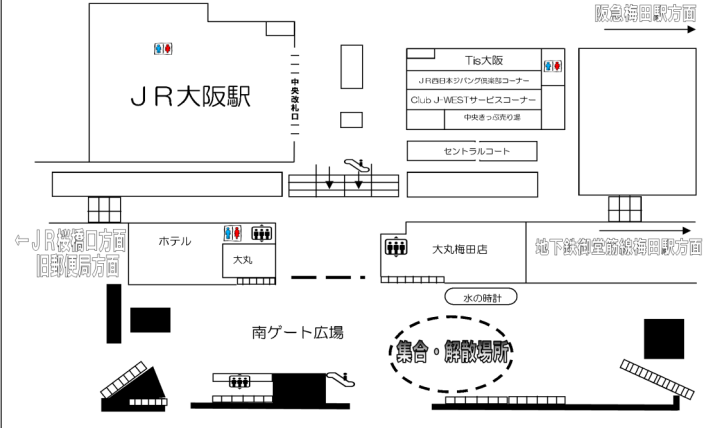 阪急梅田駅方面
Tis大阪
JR西日本ジパング倶楽部コーナー
Club J-WESTサービスコーナー
中央きっぷ売り場
JR大阪駅
中央改札口
セントラルコート
←JR桜橋口方面
旧郵便局方面
ホテル
大丸
大丸梅田店
地下鉄御堂筋線梅田駅方面
水の時計
南ゲート広場
集合・解散場所